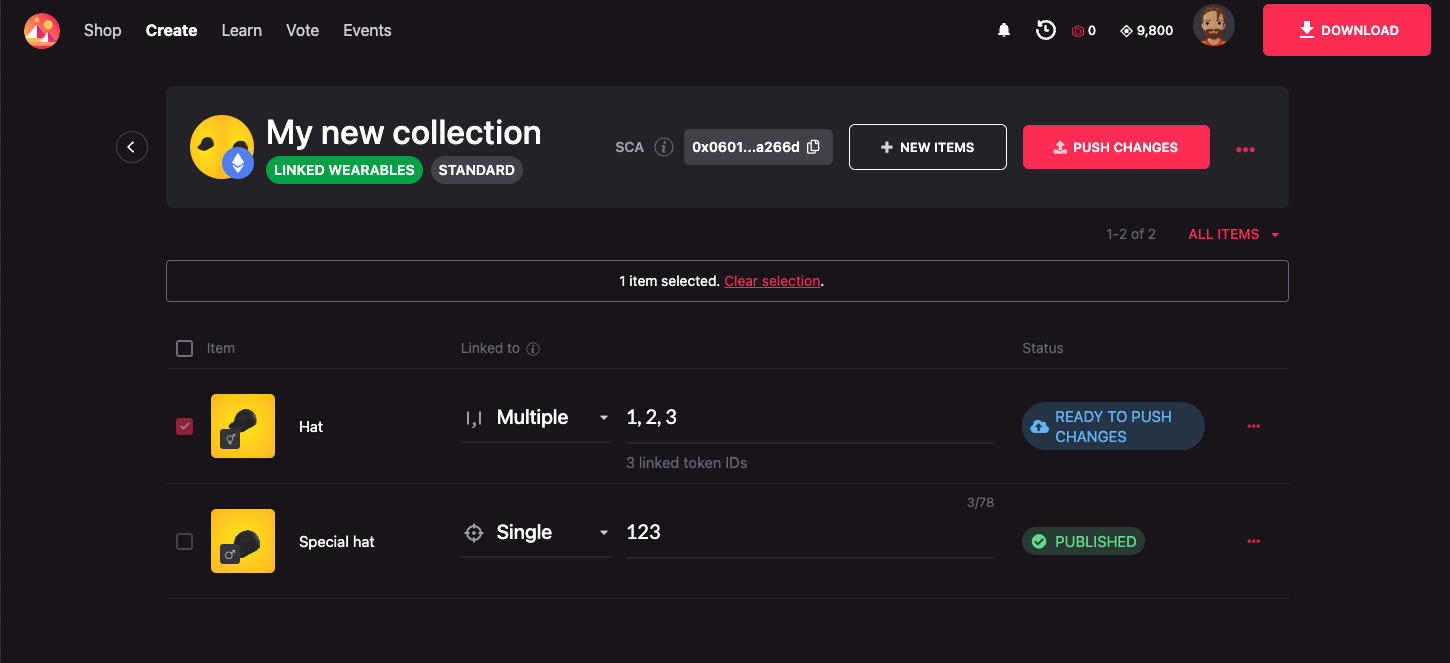 Shop Create Learn Vote Events 0 9,800 DOWNLOAD
My new collection
LINKED WEARABLES STANDARD
SCA 0x0601...a266d NEW ITEMS PUSH CHANGES
1-2 of 2 ALL ITEMS
1 item selected. Clear selection.
Item Linked to Status
Hat Multiple 1, 2, 3 READY TO PUSH
CHANGES
3 linked token IDs
3/78
Special hat Single 123 PUBLISHED